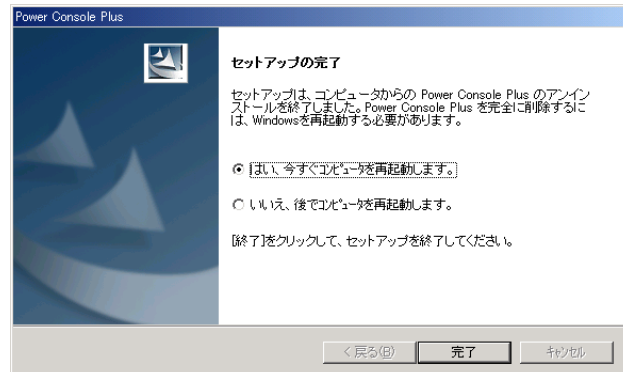 Power Console Plus
セットアップの完了
セットアップは、コンピュータからの Power Console Plus のアンイン
ストールを終了しました。Power Console Plus を完全に削除するに
は、Windowsを再起動する必要があります。
はい、今すぐｺﾝﾋﾟｭｰﾀを再起動します。
いいえ、後でｺﾝﾋﾟｭｰﾀを再起動します。
[終了]をクリックして、セットアップを終了してください。
< 戻る(B)
完了
ｷｬﾝｾﾙ